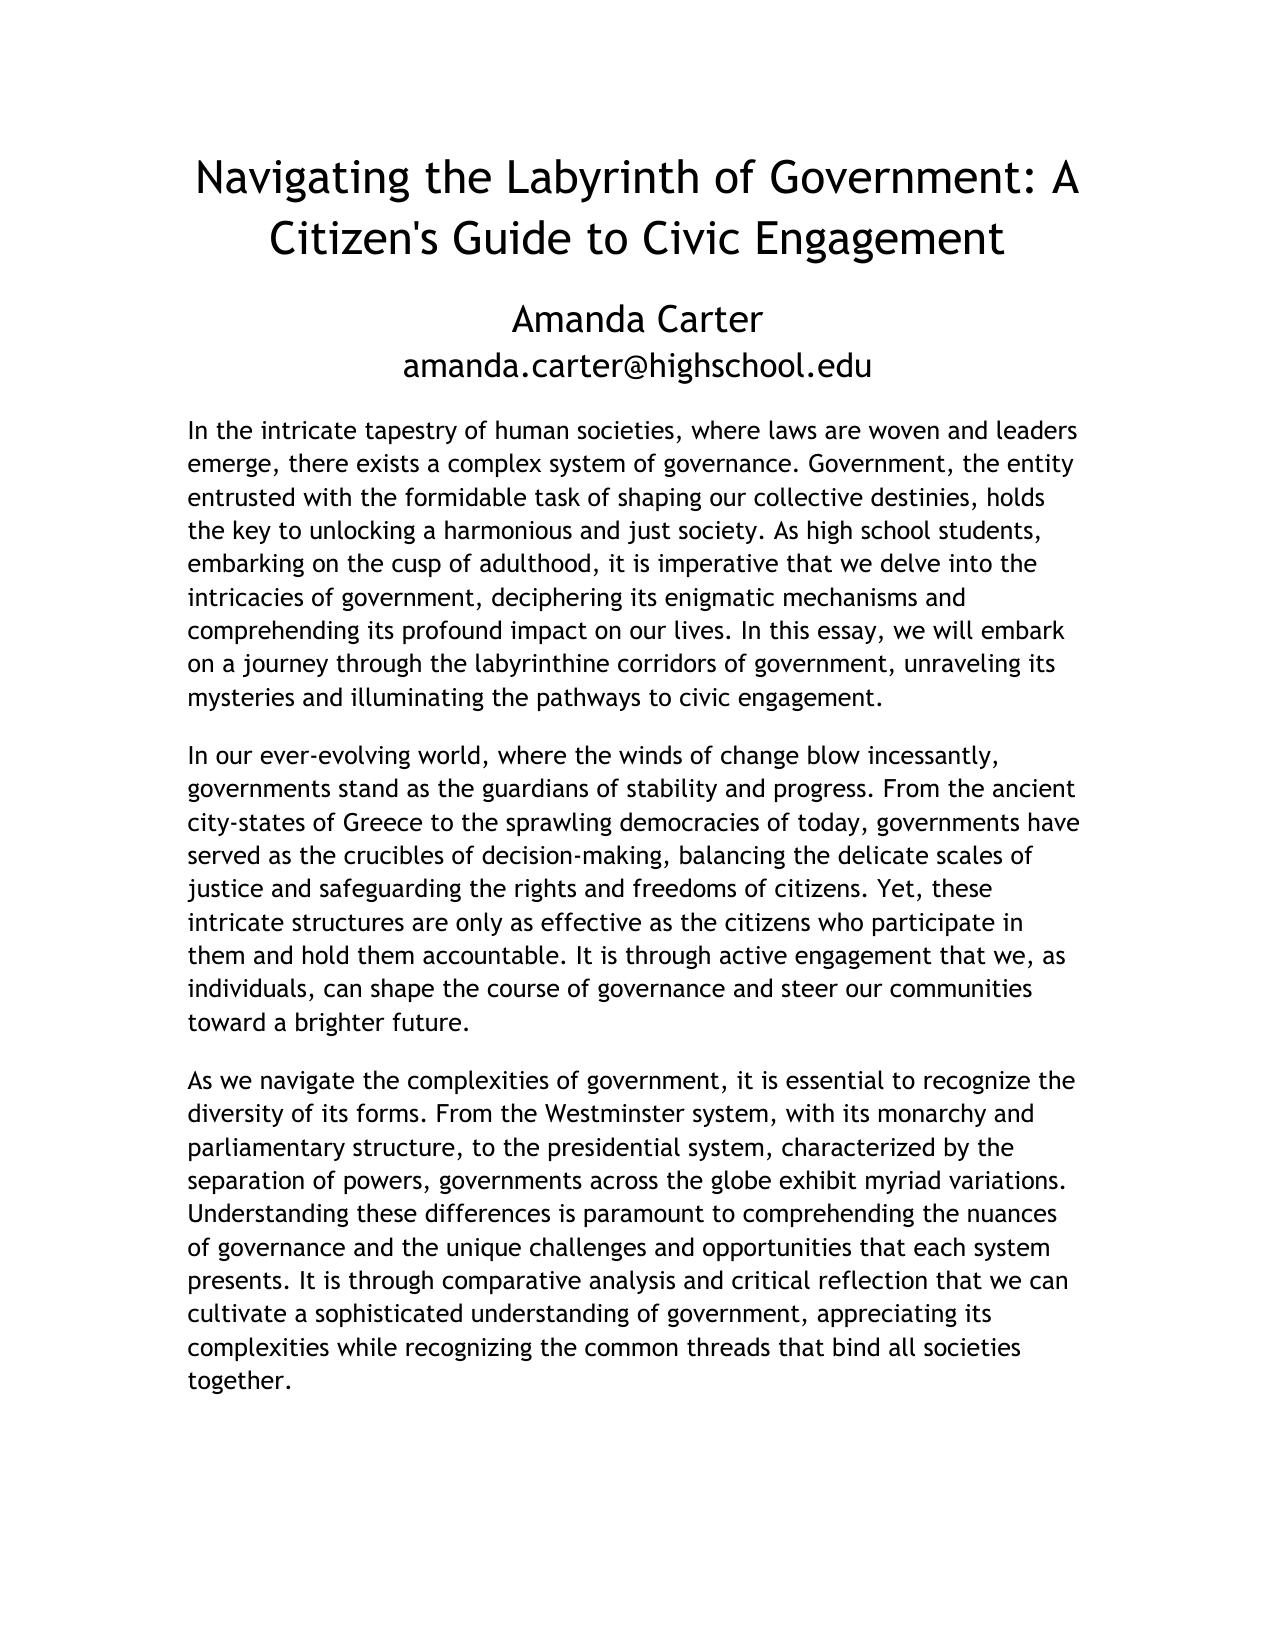 Navigating the Labyrinth of Government: A
Citizen's Guide to Civic Engagement
Amanda Carter
amanda.carter@highschool.edu
In the intricate tapestry of human societies, where laws are woven and leaders
emerge, there exists a complex system of governance. Government, the entity
entrusted with the formidable task of shaping our collective destinies, holds
the key to unlocking a harmonious and just society. As high school students,
embarking on the cusp of adulthood, it is imperative that we delve into the
intricacies of government, deciphering its enigmatic mechanisms and
comprehending its profound impact on our lives. In this essay, we will embark
on a journey through the labyrinthine corridors of government, unraveling its
mysteries and illuminating the pathways to civic engagement.
In our ever-evolving world, where the winds of change blow incessantly,
governments stand as the guardians of stability and progress. From the ancient
city-states of Greece to the sprawling democracies of today, governments have
served as the crucibles of decision-making, balancing the delicate scales of
justice and safeguarding the rights and freedoms of citizens. Yet, these
intricate structures are only as effective as the citizens who participate in
them and hold them accountable. It is through active engagement that we, as
individuals, can shape the course of governance and steer our communities
toward a brighter future.
As we navigate the complexities of government, it is essential to recognize the
diversity of its forms. From the Westminster system, with its monarchy and
parliamentary structure, to the presidential system, characterized by the
separation of powers, governments across the globe exhibit myriad variations.
Understanding these differences is paramount to comprehending the nuances
of governance and the unique challenges and opportunities that each system
presents. It is through comparative analysis and critical reflection that we can
cultivate a sophisticated understanding of government, appreciating its
complexities while recognizing the common threads that bind all societies
together.